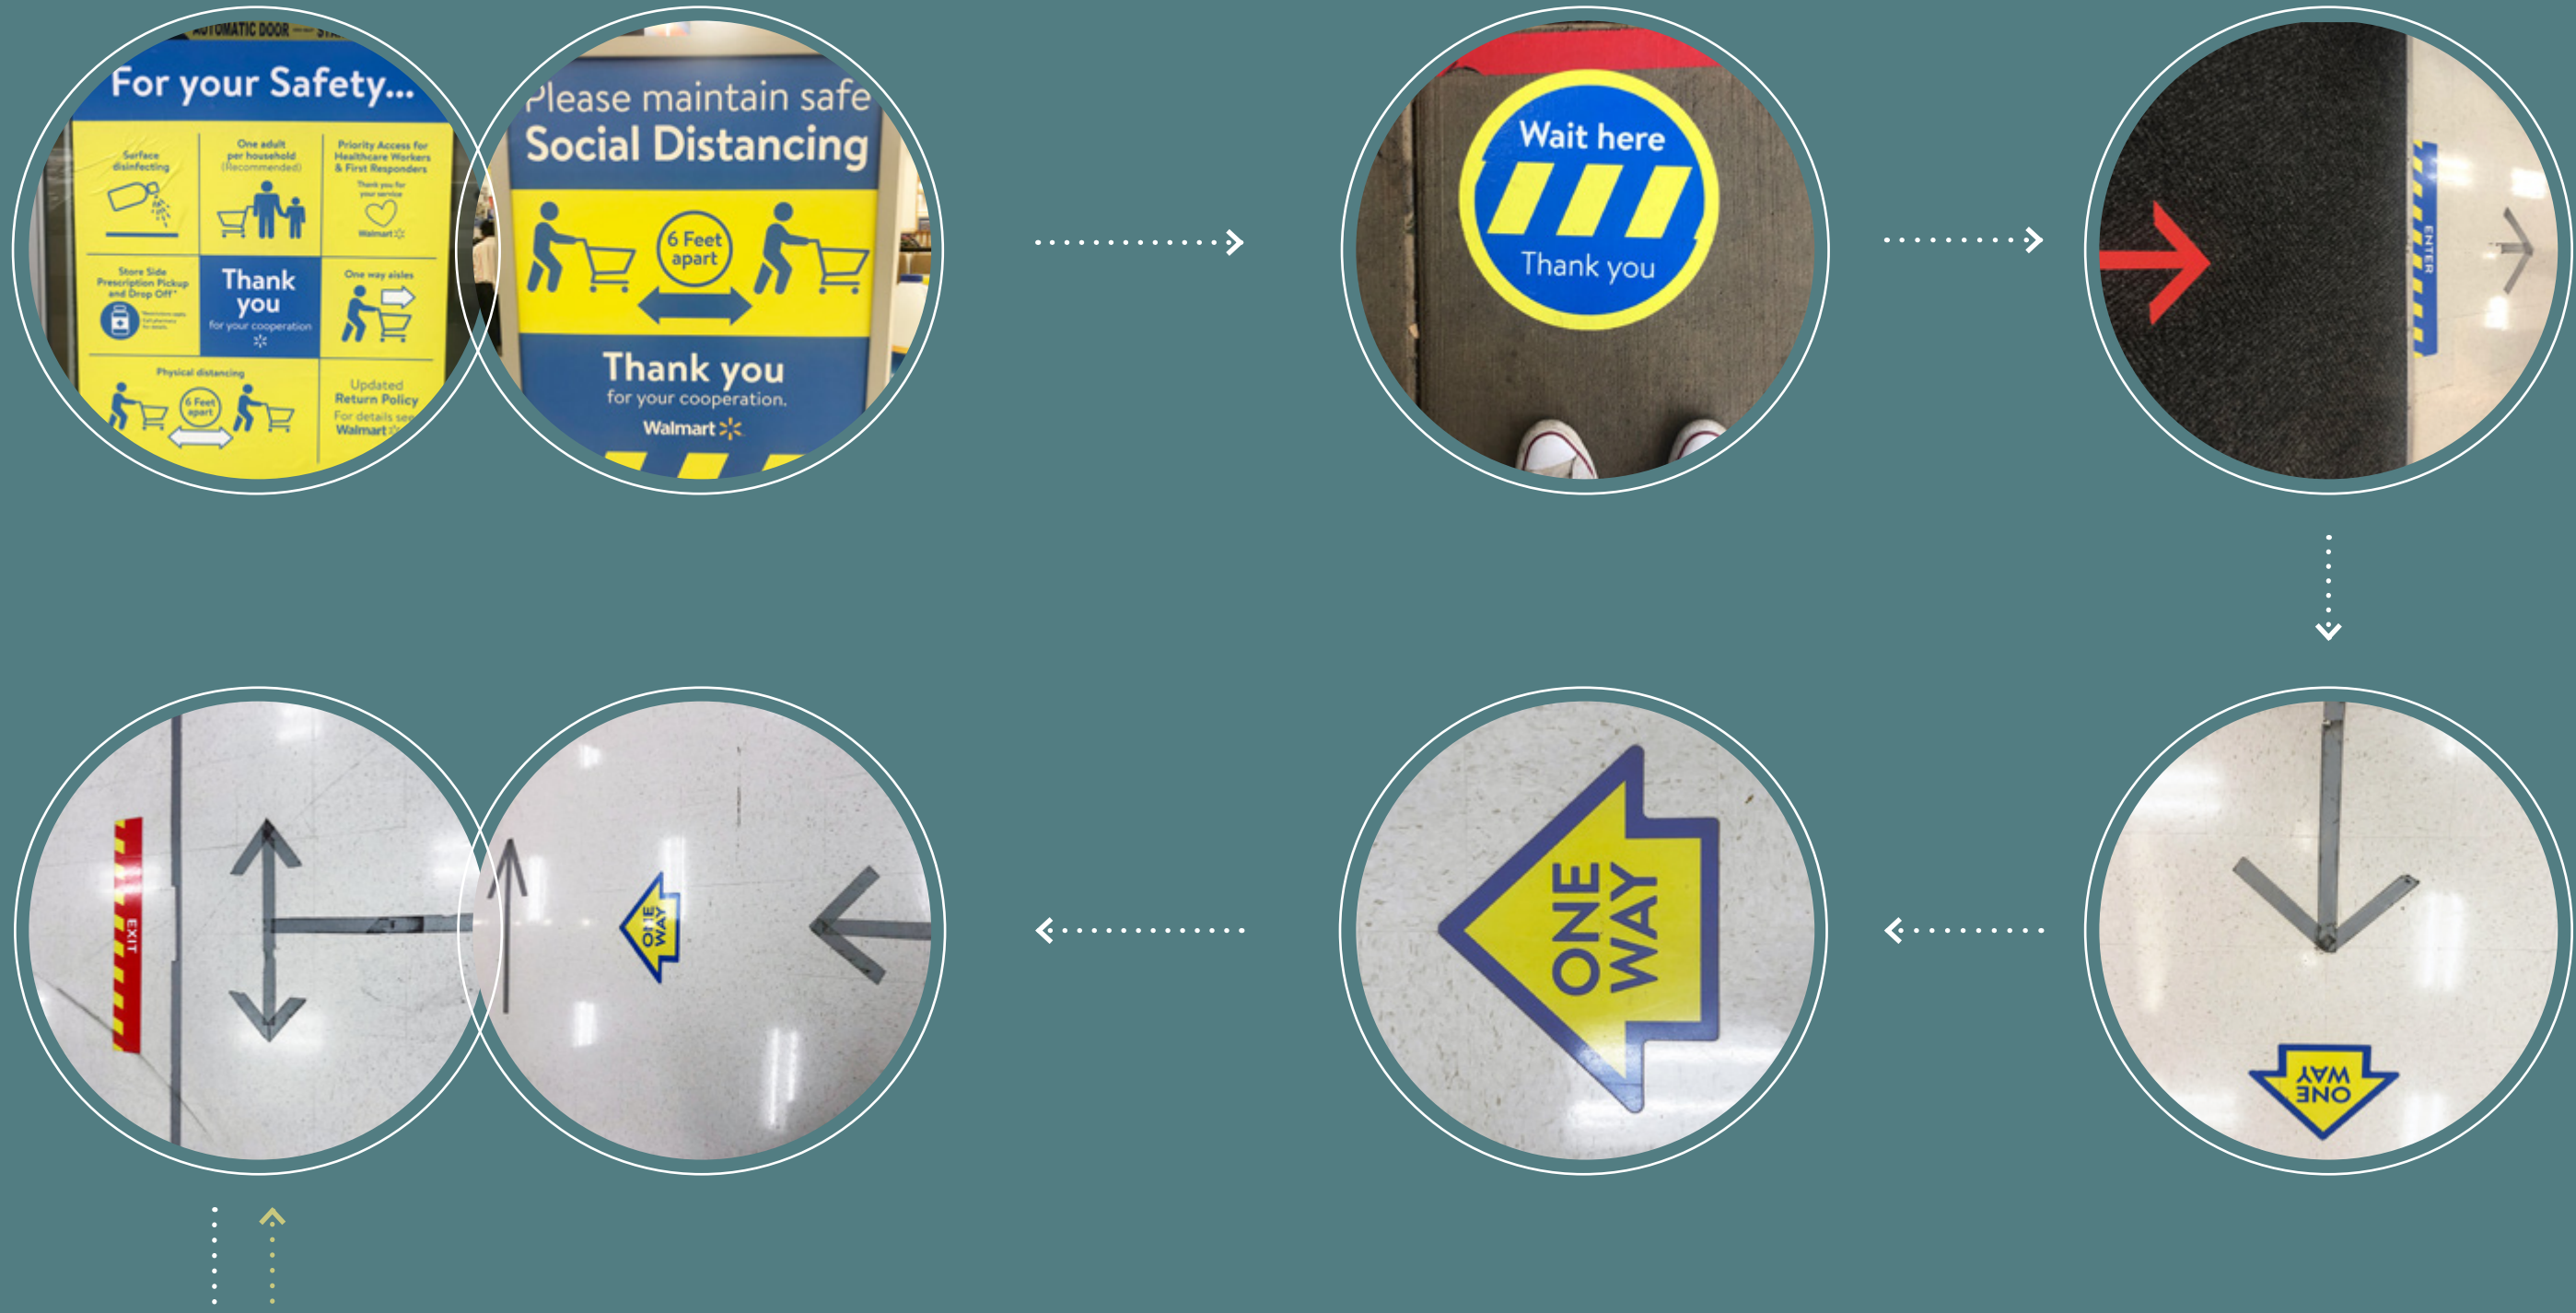 AUTOMATIC DOOR
For your Safety...
Surface
disinfecting
One adult
per household
(Recommended)
Priority Access for
Healthcare Workers
& First Responders
Thank you for
your service
Walmart
Store Side
Prescription Pickup
and Drop Off*
Thank
you
for your cooperation
One way aisles
Physical distancing
6 Feet
apart
Updated
Return Policy
For details see
Walmart
Please maintain safe
Social Distancing
6 Feet
apart
Thank you
for your cooperation.
Walmart
Wait here
Thank you
ENTER
EXIT
ONE
WAY
ONE
WAY
ONE
WAY